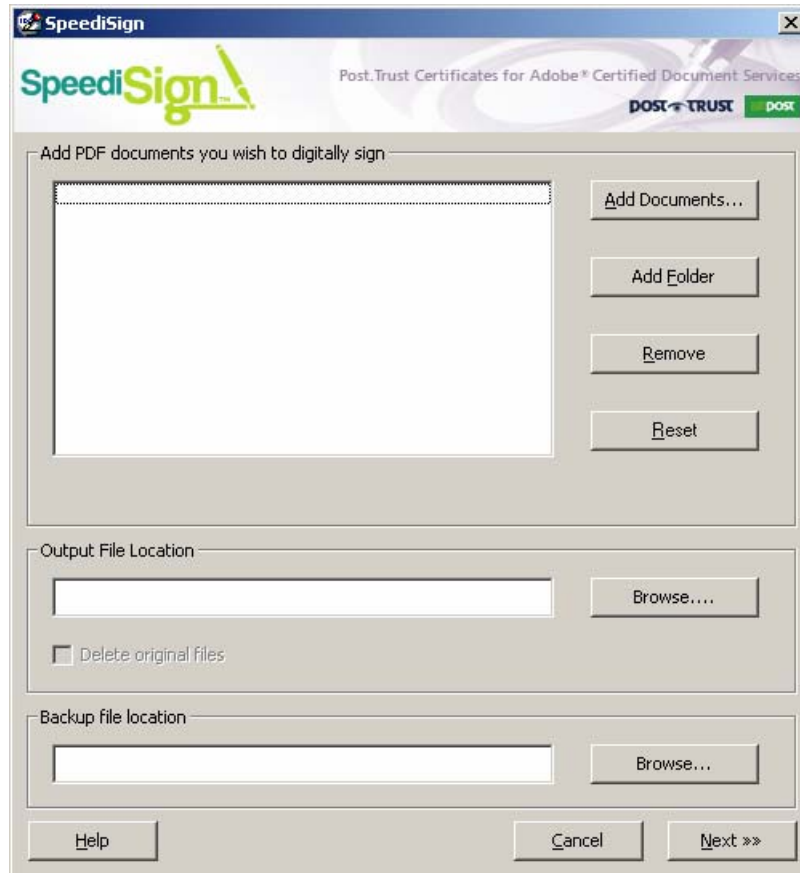 SpeediSign
SpeediSign™
Post.Trust Certificates for Adobe® Certified Document Services
POST TRUST post
Add PDF documents you wish to digitally sign
Add Documents...
Add Folder
Remove
Reset
Output File Location
Browse....
Delete original files
Backup file location
Browse...
Help Cancel Next »»